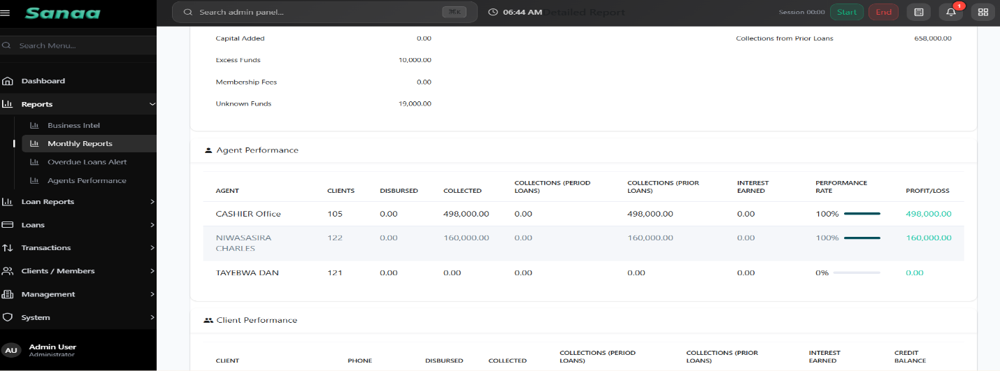 Sanaa
Search admin panel...
⌘K
06:44 AM
Detailed Report
Session 00:00
Start
End
1
Search Menu...
Dashboard
Reports
Business Intel
Monthly Reports
Overdue Loans Alert
Agents Performance
Loan Reports
Loans
Transactions
Clients / Members
Management
System
AU
Admin User
Administrator
Capital Added 0.00
Collections from Prior Loans 658,000.00
Excess Funds 10,000.00
Membership Fees 0.00
Unknown Funds 19,000.00
Agent Performance
AGENT CLIENTS DISBURSED COLLECTED COLLECTIONS (PERIOD LOANS) COLLECTIONS (PRIOR LOANS) INTEREST EARNED PERFORMANCE RATE PROFIT/LOSS
CASHIER Office 105 0.00 498,000.00 0.00 498,000.00 0.00 100% 498,000.00
NIWASASIRA CHARLES 122 0.00 160,000.00 0.00 160,000.00 0.00 100% 160,000.00
TAYEBWA DAN 121 0.00 0.00 0.00 0.00 0.00 0% 0.00
Client Performance
CLIENT PHONE DISBURSED COLLECTED COLLECTIONS (PERIOD LOANS) COLLECTIONS (PRIOR LOANS) INTEREST EARNED CREDIT BALANCE